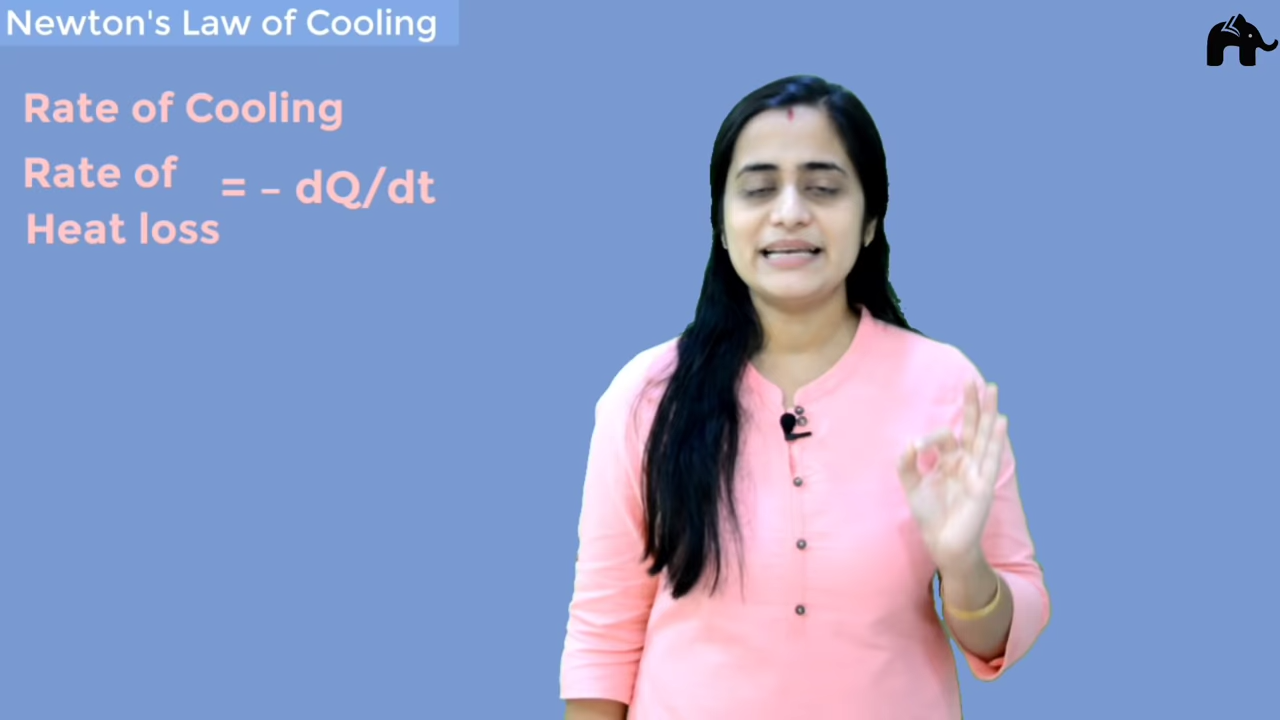 Newton's Law of Cooling
Rate of Cooling
Rate of
Heat loss
= – dQ/dt